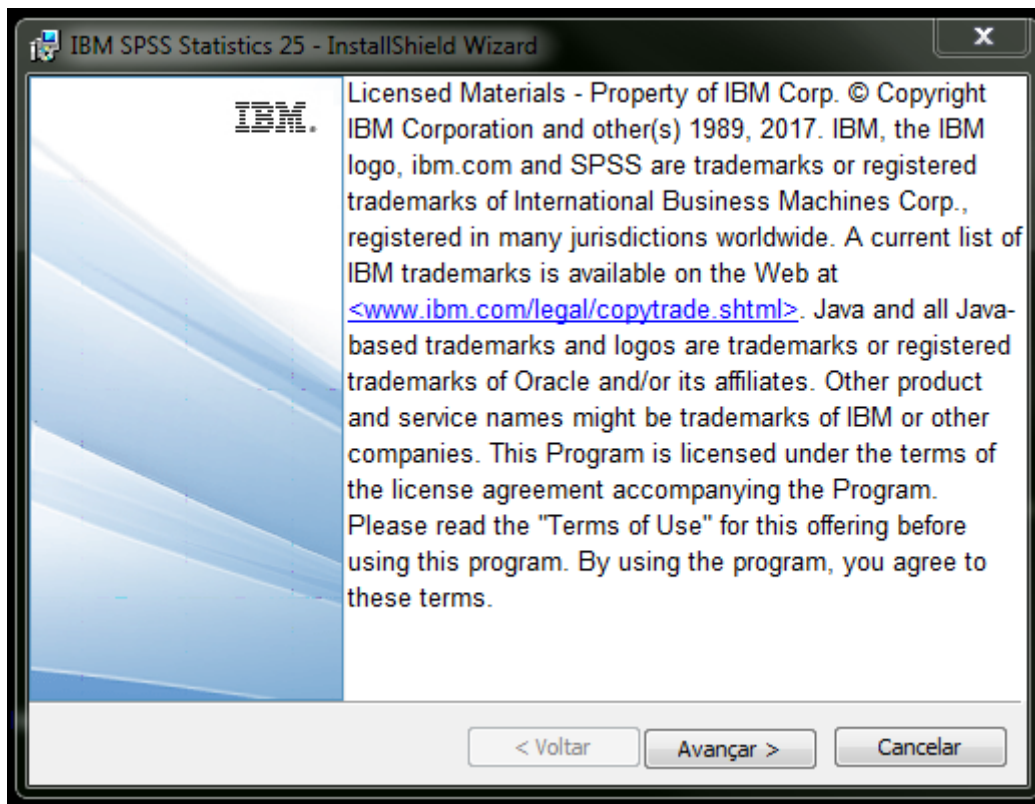 IBM SPSS Statistics 25 - InstallShield Wizard
IBM.
Licensed Materials - Property of IBM Corp. © Copyright
IBM Corporation and other(s) 1989, 2017. IBM, the IBM
logo, ibm.com and SPSS are trademarks or registered
trademarks of International Business Machines Corp.,
registered in many jurisdictions worldwide. A current list of
IBM trademarks is available on the Web at
<www.ibm.com/legal/copytrade.shtml>. Java and all Java-
based trademarks and logos are trademarks or registered
trademarks of Oracle and/or its affiliates. Other product
and service names might be trademarks of IBM or other
companies. This Program is licensed under the terms of
the license agreement accompanying the Program.
Please read the "Terms of Use" for this offering before
using this program. By using the program, you agree to
these terms.
< Voltar
Avançar >
Cancelar